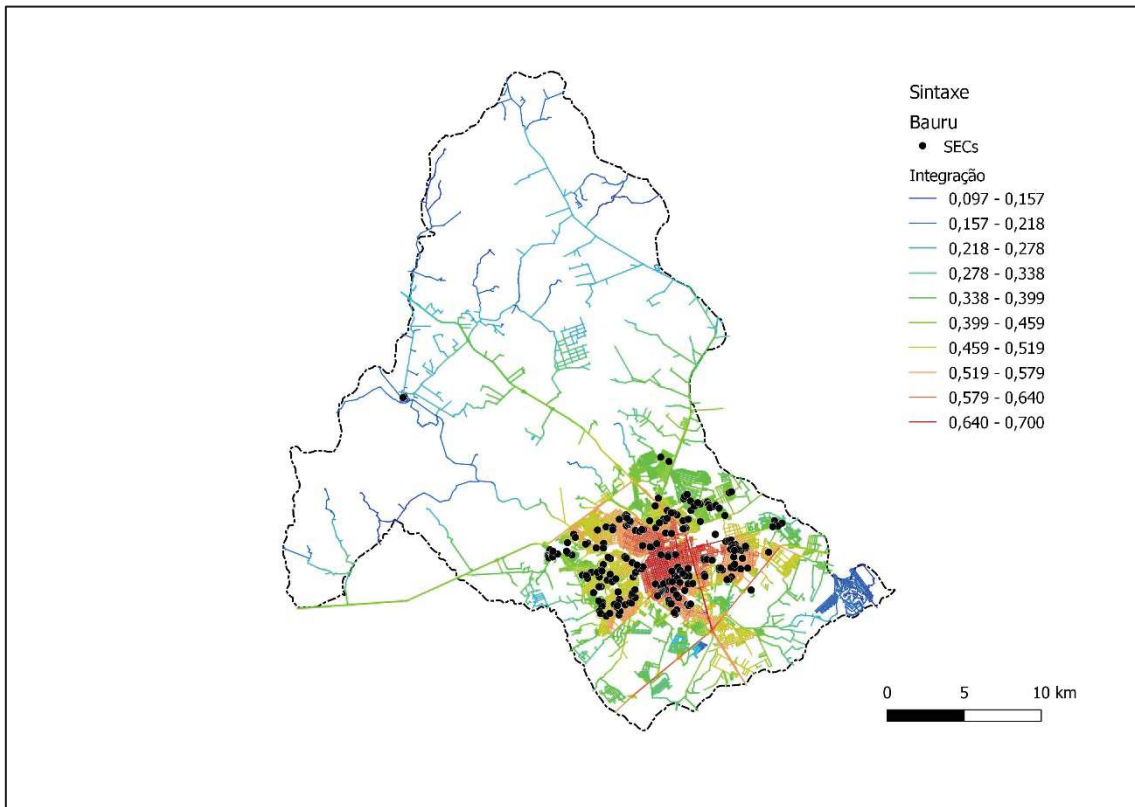 Sintaxe
Bauru
SECs
Integração
0,097 - 0,157
0,157 - 0,218
0,218 - 0,278
0,278 - 0,338
0,338 - 0,399
0,399 - 0,459
0,459 - 0,519
0,519 - 0,579
0,579 - 0,640
0,640 - 0,700
0 5 10 km